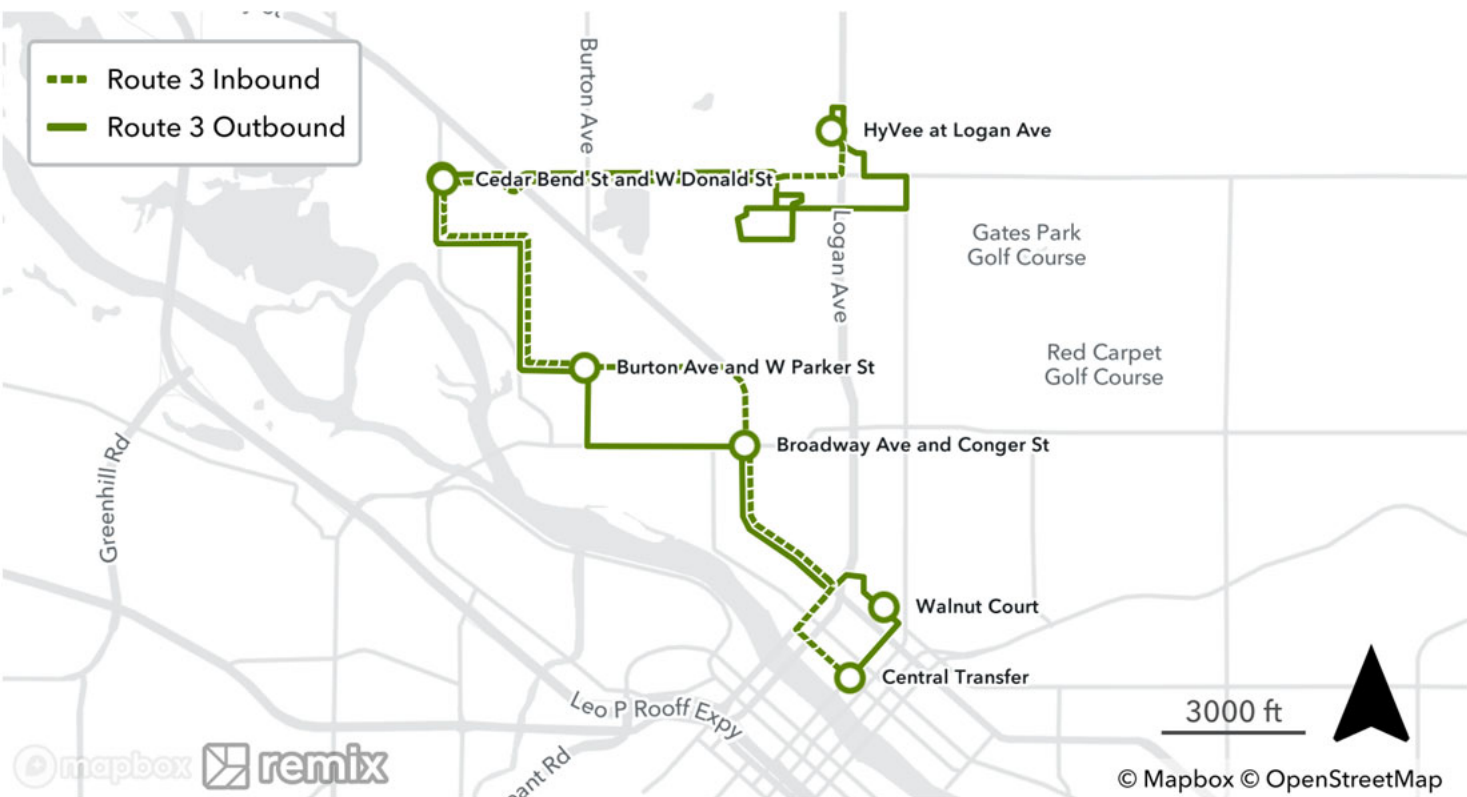 Route 3 Inbound
Route 3 Outbound
Burton Ave
HyVee at Logan Ave
Cedar Bend St and W Donald St
Logan Ave
Gates Park
Golf Course
Red Carpet
Golf Course
Burton Ave and W Parker St
Broadway Ave and Conger St
Greenhill Rd
Walnut Court
Central Transfer
Leo P Rooff Expy
3000 ft
mapbox
remix
© Mapbox © OpenStreetMap